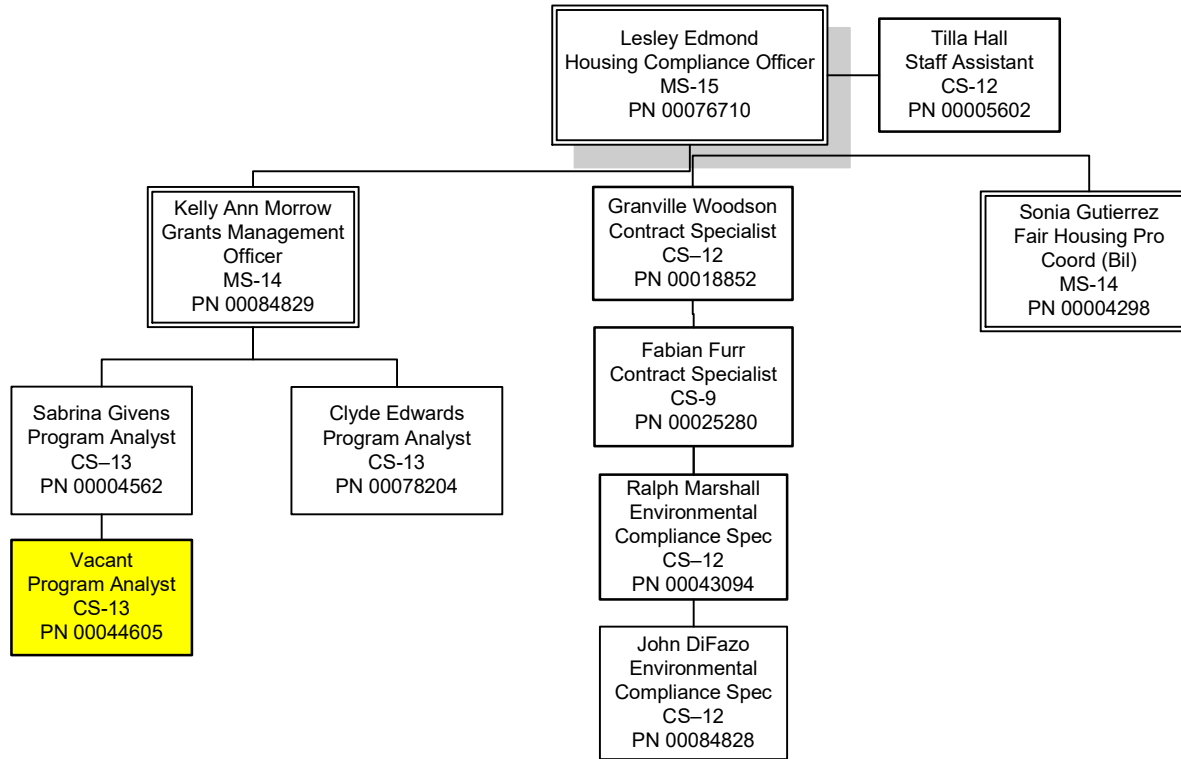 Lesley Edmond
Housing Compliance Officer
MS-15
PN 00076710
Tilla Hall
Staff Assistant
CS-12
PN 00005602
Kelly Ann Morrow
Grants Management
Officer
MS-14
PN 00084829
Granville Woodson
Contract Specialist
CS–12
PN 00018852
Sonia Gutierrez
Fair Housing Pro
Coord (Bil)
MS-14
PN 00004298
Sabrina Givens
Program Analyst
CS–13
PN 00004562
Clyde Edwards
Program Analyst
CS-13
PN 00078204
Fabian Furr
Contract Specialist
CS-9
PN 00025280
Vacant
Program Analyst
CS-13
PN 00044605
Ralph Marshall
Environmental
Compliance Spec
CS–12
PN 00043094
John DiFazo
Environmental
Compliance Spec
CS–12
PN 00084828